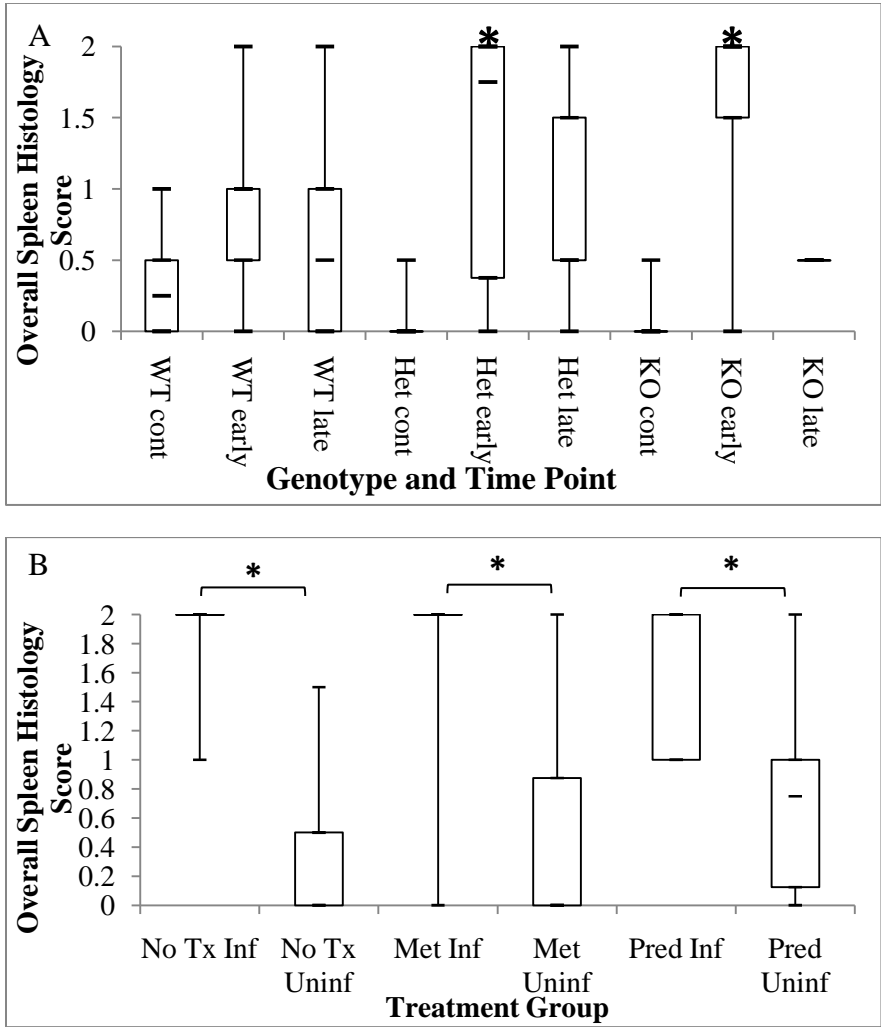 A
Overall Spleen Histology
Score
2
1.5
1
0.5
0
*
*
WT cont
WT early
WT late
Het cont
Het early
Het late
KO cont
KO early
KO late
Genotype and Time Point
B
Overall Spleen Histology
Score
*
*
*
2
1.8
1.6
1.4
1.2
1
0.8
0.6
0.4
0.2
0
No Tx Inf
No Tx
Uninf
Met Inf
Met
Uninf
Pred Inf
Pred
Uninf
Treatment Group